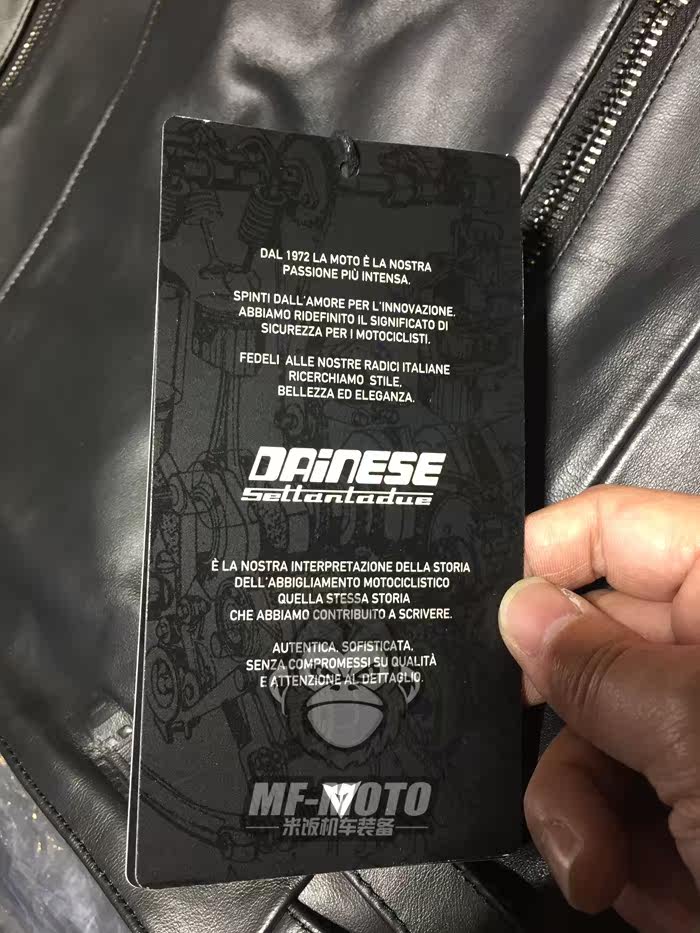 DAL 1972 LA MOTO È LA NOSTRA
PASSIONE PIÙ INTENSA.
SPINTI DALL'AMORE PER L'INNOVAZIONE,
ABBIAMO RIDEFINITO IL SIGNIFICATO DI
SICUREZZA PER I MOTOCICLISTI.
FEDELI ALLE NOSTRE RADICI ITALIANE
RICERCHIAMO STILE,
BELLEZZA ED ELEGANZA.
DAiNESE
Settantadue
È LA NOSTRA INTERPRETAZIONE DELLA STORIA
DELL'ABBIGLIAMENTO MOTOCICLISTICO
QUELLA STESSA STORIA
CHE ABBIAMO CONTRIBUITO A SCRIVERE.
AUTENTICA, SOFISTICATA,
SENZA COMPROMESSI SU QUALITÀ
E ATTENZIONE AL DETTAGLIO.
MF-MOTO
米饭机车装备